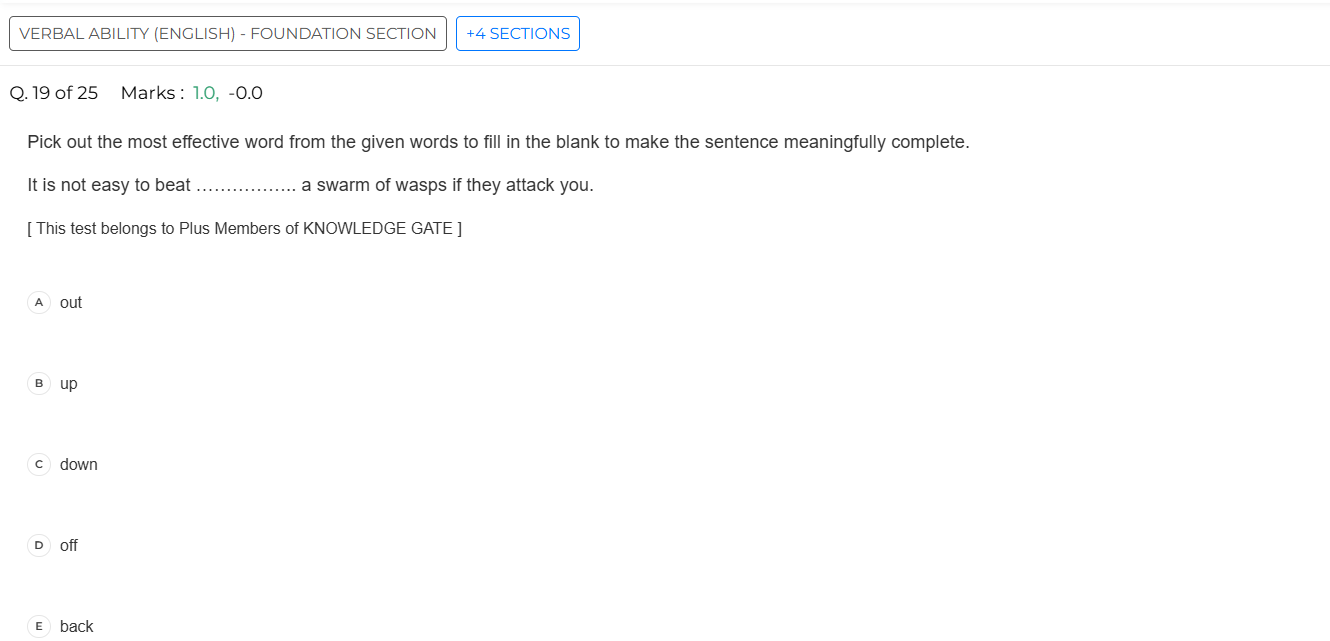 VERBAL ABILITY (ENGLISH) - FOUNDATION SECTION +4 SECTIONS
Q. 19 of 25 Marks : 1.0, -0.0
Pick out the most effective word from the given words to fill in the blank to make the sentence meaningfully complete.
It is not easy to beat …………….. a swarm of wasps if they attack you.
[ This test belongs to Plus Members of KNOWLEDGE GATE ]
A out
B up
C down
D off
E back